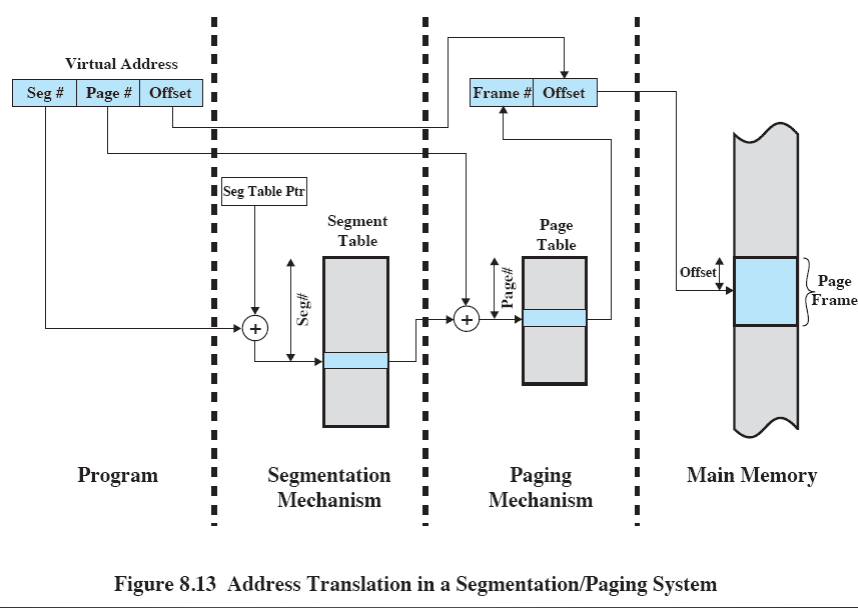 Virtual Address
Seg # Page # Offset
Frame # Offset
Seg Table Ptr
Segment
Table
Seg#
+
Page
Table
Page#
+
Offset
Page
Frame
Program
Segmentation
Mechanism
Paging
Mechanism
Main Memory
Figure 8.13 Address Translation in a Segmentation/Paging System